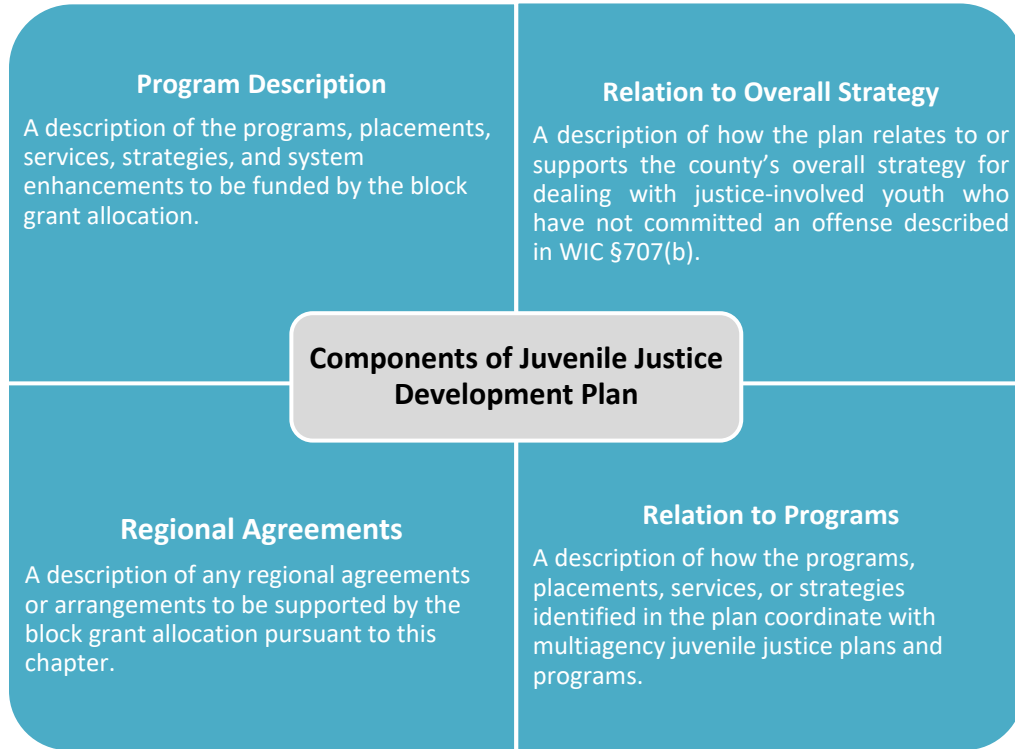 Program Description
A description of the programs, placements,
services, strategies, and system
enhancements to be funded by the block
grant allocation.
Relation to Overall Strategy
A description of how the plan relates to or
supports the county’s overall strategy for
dealing with justice-involved youth who
have not committed an offense described
in WIC §707(b).
Components of Juvenile Justice
Development Plan
Regional Agreements
A description of any regional agreements
or arrangements to be supported by the
block grant allocation pursuant to this
chapter.
Relation to Programs
A description of how the programs,
placements, services, or strategies
identified in the plan coordinate with
multiagency juvenile justice plans and
programs.